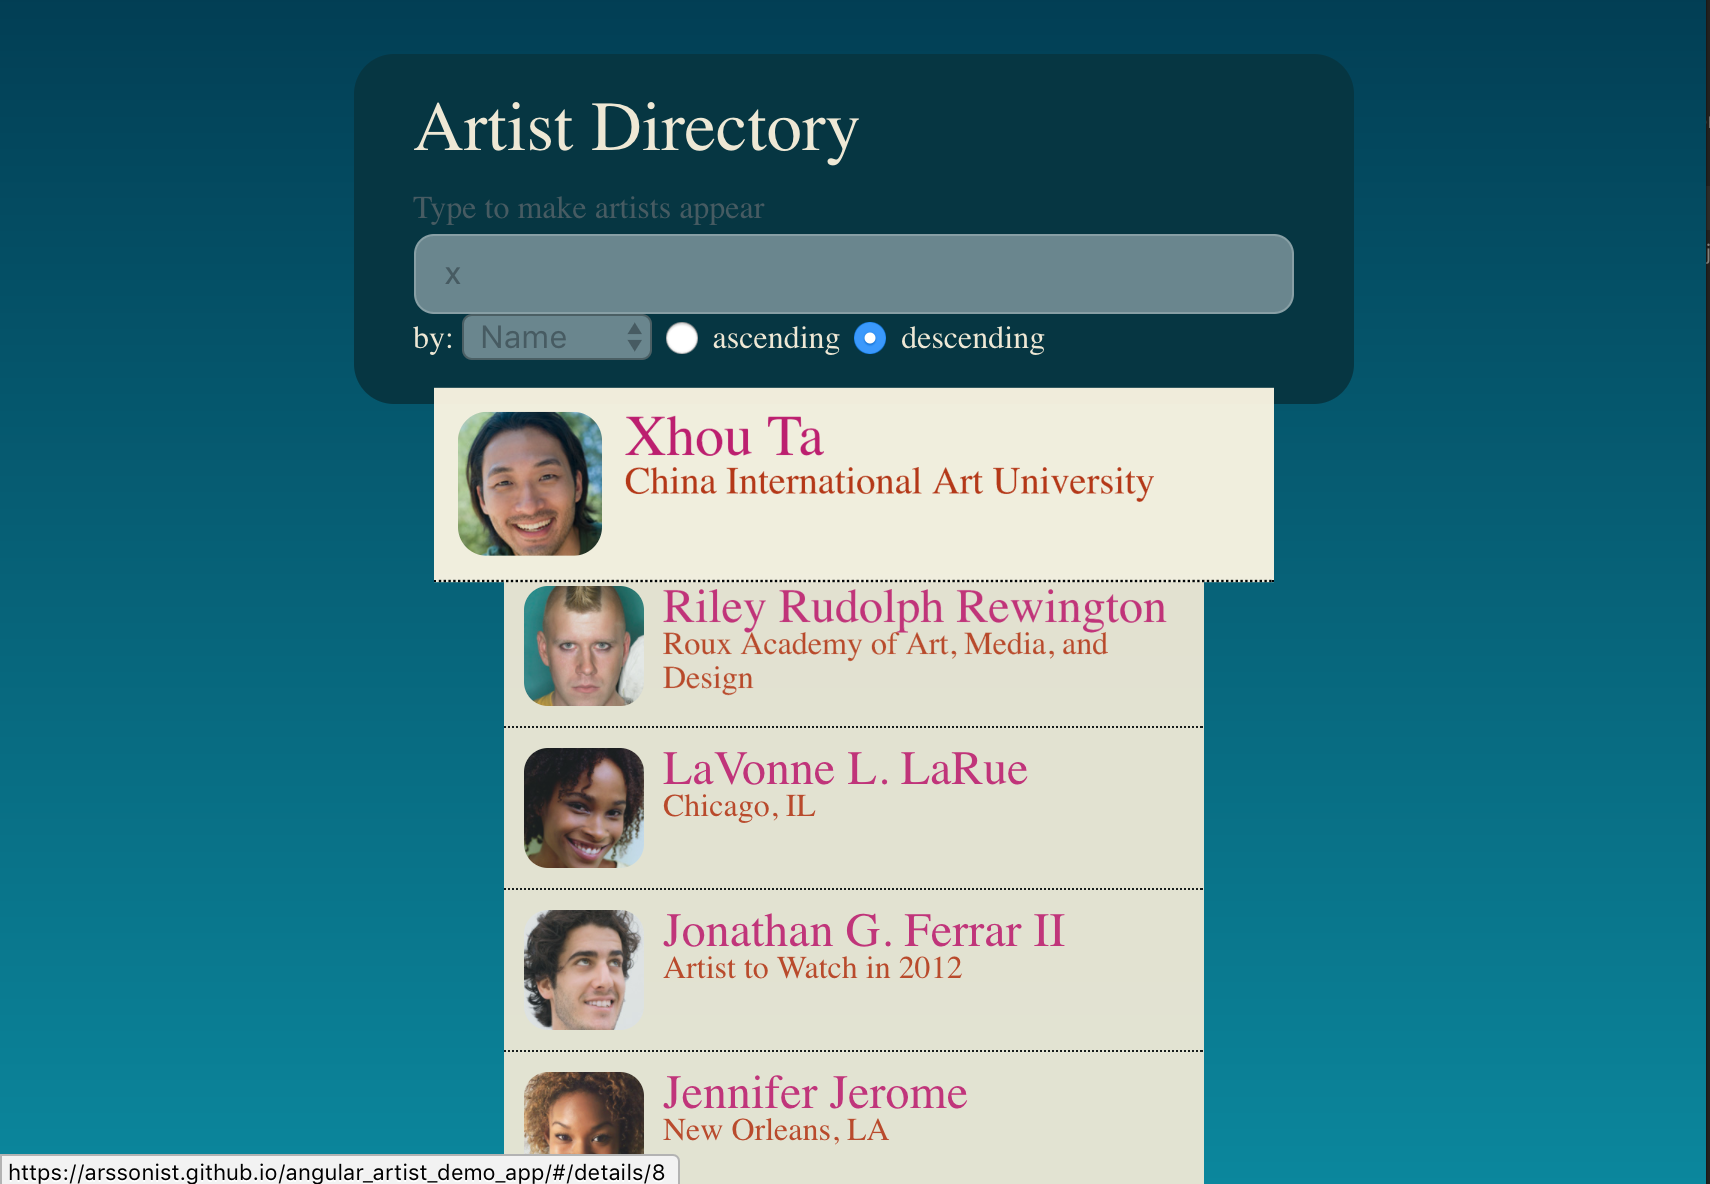 Artist Directory
Type to make artists appear
x
by: Name ascending descending
Xhou Ta
China International Art University
Riley Rudolph Rewington
Roux Academy of Art, Media, and
Design
LaVonne L. LaRue
Chicago, IL
Jonathan G. Ferrar II
Artist to Watch in 2012
Jennifer Jerome
New Orleans, LA
https://arssonist.github.io/angular_artist_demo_app/#/details/8